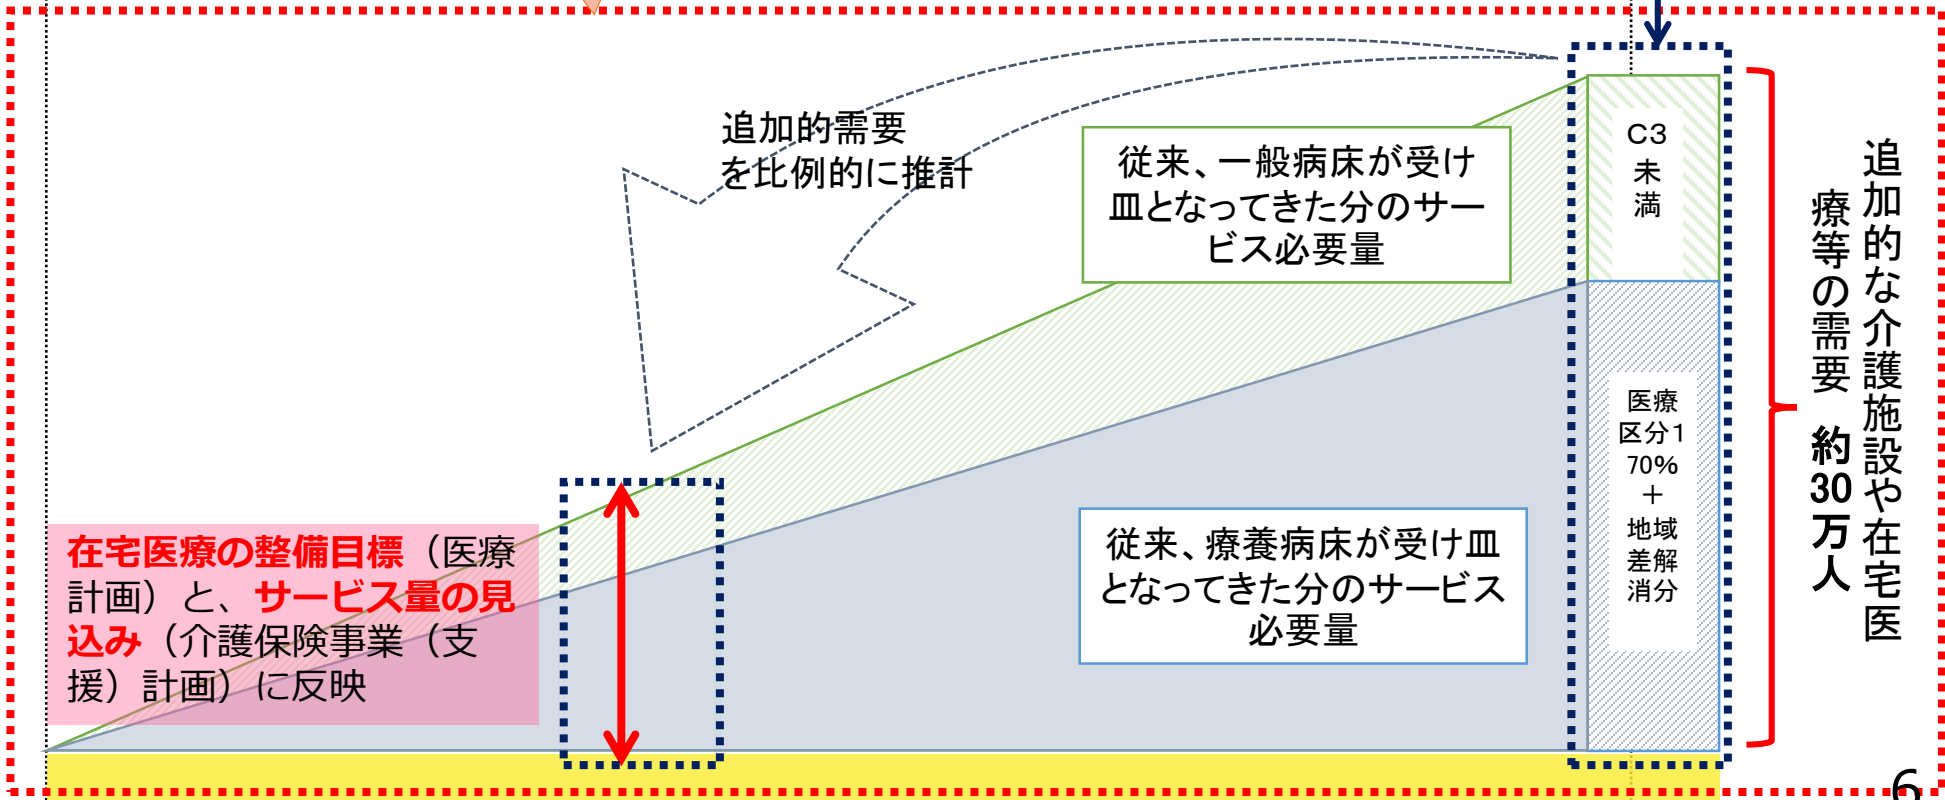 追加的需要
を比例的に推計
従来、一般病床が受け
皿となってきた分のサー
ビス必要量
C3
未
満
追加的な介護施設や在宅医
療等の需要 約30万人
医療
区分1
70%
＋
地域
差解
消分
在宅医療の整備目標（医療
計画）と、サービス量の見
込み（介護保険事業（支
援）計画）に反映
従来、療養病床が受け皿
となってきた分のサービス
必要量
6